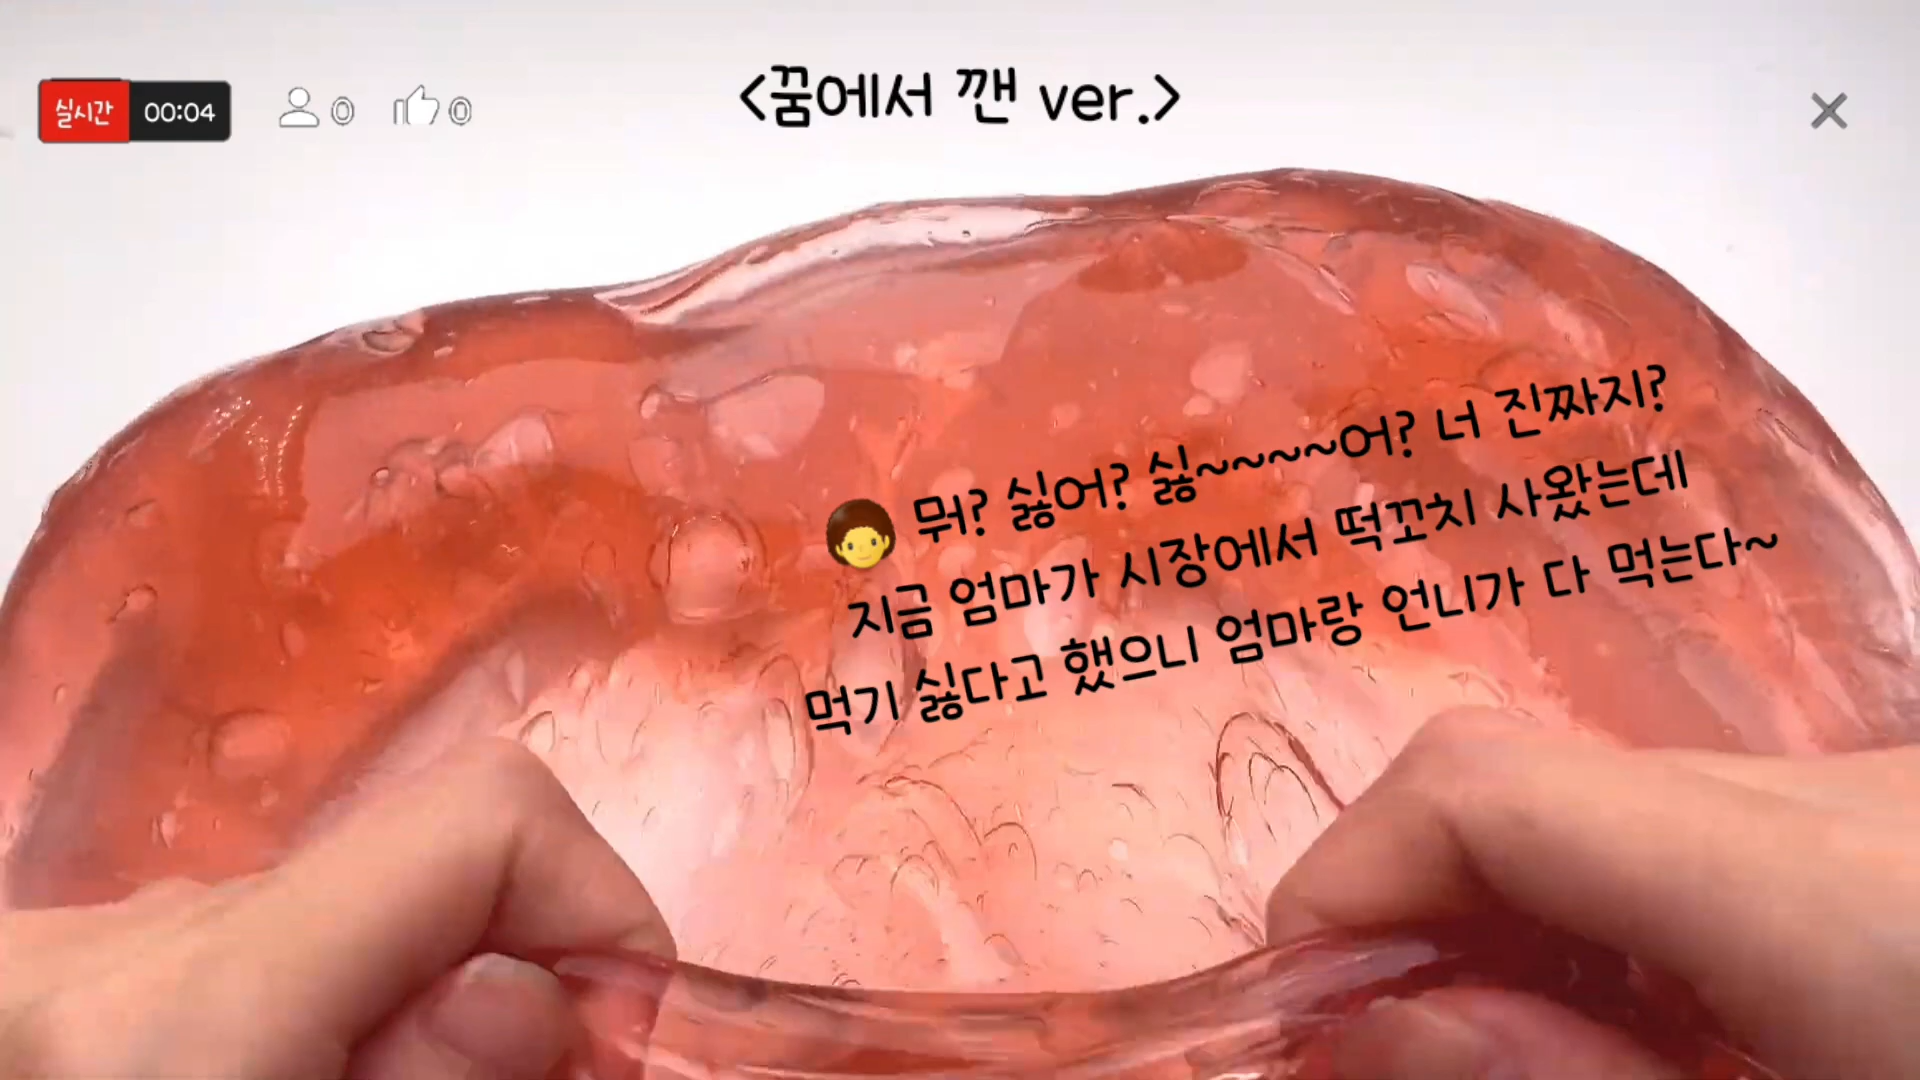 실시간 00:04 0 0
<꿈에서 깬 ver.>
뭐? 싫어? 싫~~~~어? 너 진짜지?
지금 엄마가 시장에서 떡꼬치 사왔는데
먹기 싫다고 했으니 엄마랑 언니가 다 먹는다~